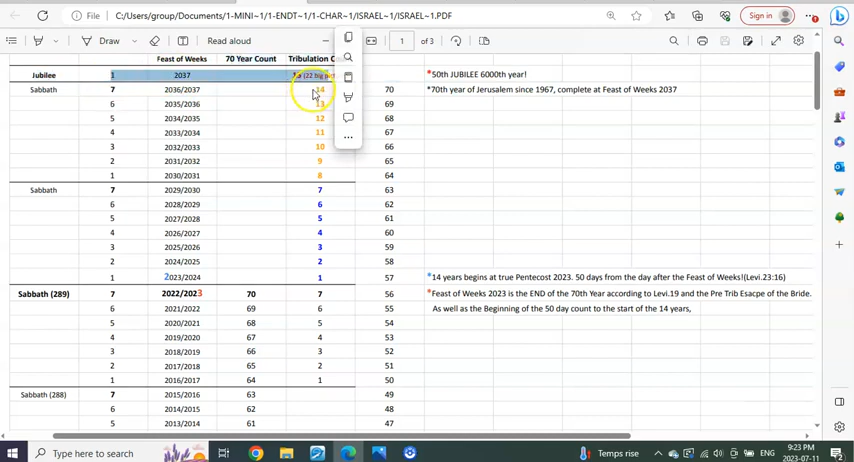 File | C:/Users/group/Documents/1-MINI~1/1-ENDT~1/1-CHAR~1/ISRAEL~1/ISRAEL~1.PDF Sign in
Draw Read aloud 1 of 3
Feast of Weeks 70 Year Count Tribulation
Jubilee 1 2037 (22 *50th JUBILEE 6000th year!
Sabbath 7 2036/2037 14 70 *70th year of Jerusalem since 1967, complete at Feast of Weeks 2037
6 2035/2036 13 69
5 2034/2035 12 68
4 2033/2034 11 67
3 2032/2033 10 66
2 2031/2032 9 65
1 2030/2031 8 64
Sabbath 7 2029/2030 7 63
6 2028/2029 6 62
5 2027/2028 5 61
4 2026/2027 4 60
3 2025/2026 3 59
2 2024/2025 2 58
1 2023/2024 1 57 *14 years begins at true Pentecost 2023. 50 days from the day after the Feast of Weeks!(Levi.23:16)
Sabbath (289) 7 2022/2023 70 7 56 *Feast of Weeks 2023 is the END of the 70th Year according to Levi.19 and the Pre Trib Esacpe of the Bride.
6 2021/2022 69 6 55 As well as the Beginning of the 50 day count to the start of the 14 years,
5 2020/2021 68 5 54
4 2019/2020 67 4 53
3 2018/2019 66 3 52
2 2017/2018 65 2 51
1 2016/2017 64 1 50
Sabbath (288) 7 2015/2016 63 49
6 2014/2015 62 48
5 2013/2014 61 47
Type here to search Temps rise ENG 9:23 PM
2023-07-11 2